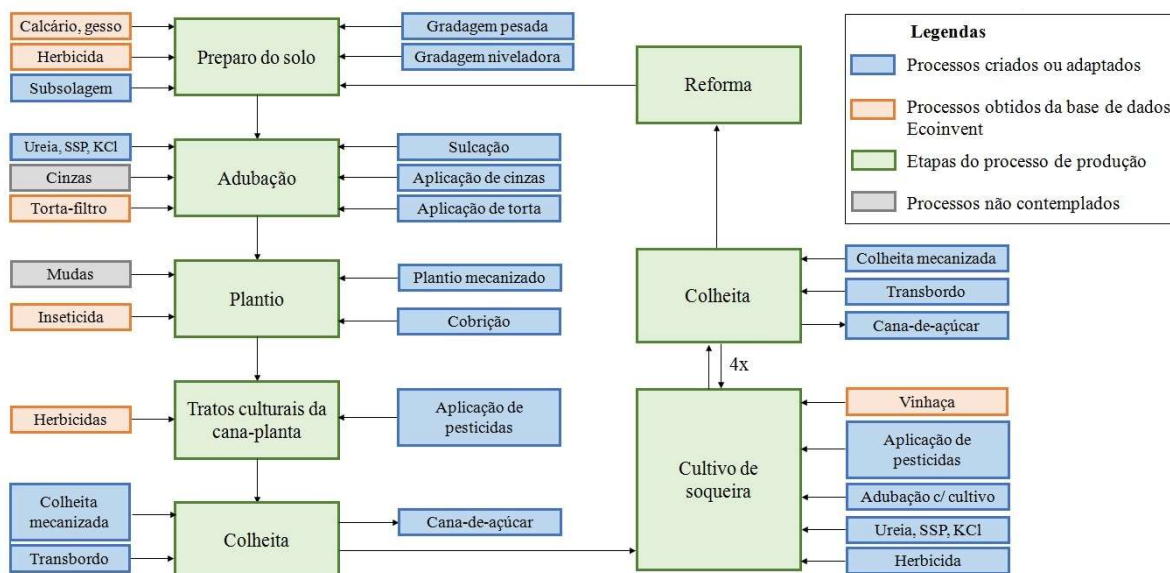 Calcário, gesso
Herbicida
Subsolagem
Preparo do solo
Gradagem pesada
Gradagem niveladora
Ureia, SSP, KCl
Cinzas
Torta-filtro
Adubação
Sulcação
Aplicação de cinzas
Aplicação de torta
Mudas
Inseticida
Plantio
Plantio mecanizado
Cobrição
Herbicidas
Tratos culturais da
cana-planta
Aplicação de
pesticidas
Colheita
mecanizada
Transbordo
Colheita
Cana-de-açúcar
Reforma
Colheita
Colheita mecanizada
Transbordo
Cana-de-açúcar
4x
Cultivo de
soqueira
Vinhaça
Aplicação de
pesticidas
Adubação c/ cultivo
Ureia, SSP, KCl
Herbicida
Legendas
Processos criados ou adaptados
Processos obtidos da base de dados
Ecoinvent
Etapas do processo de produção
Processos não contemplados